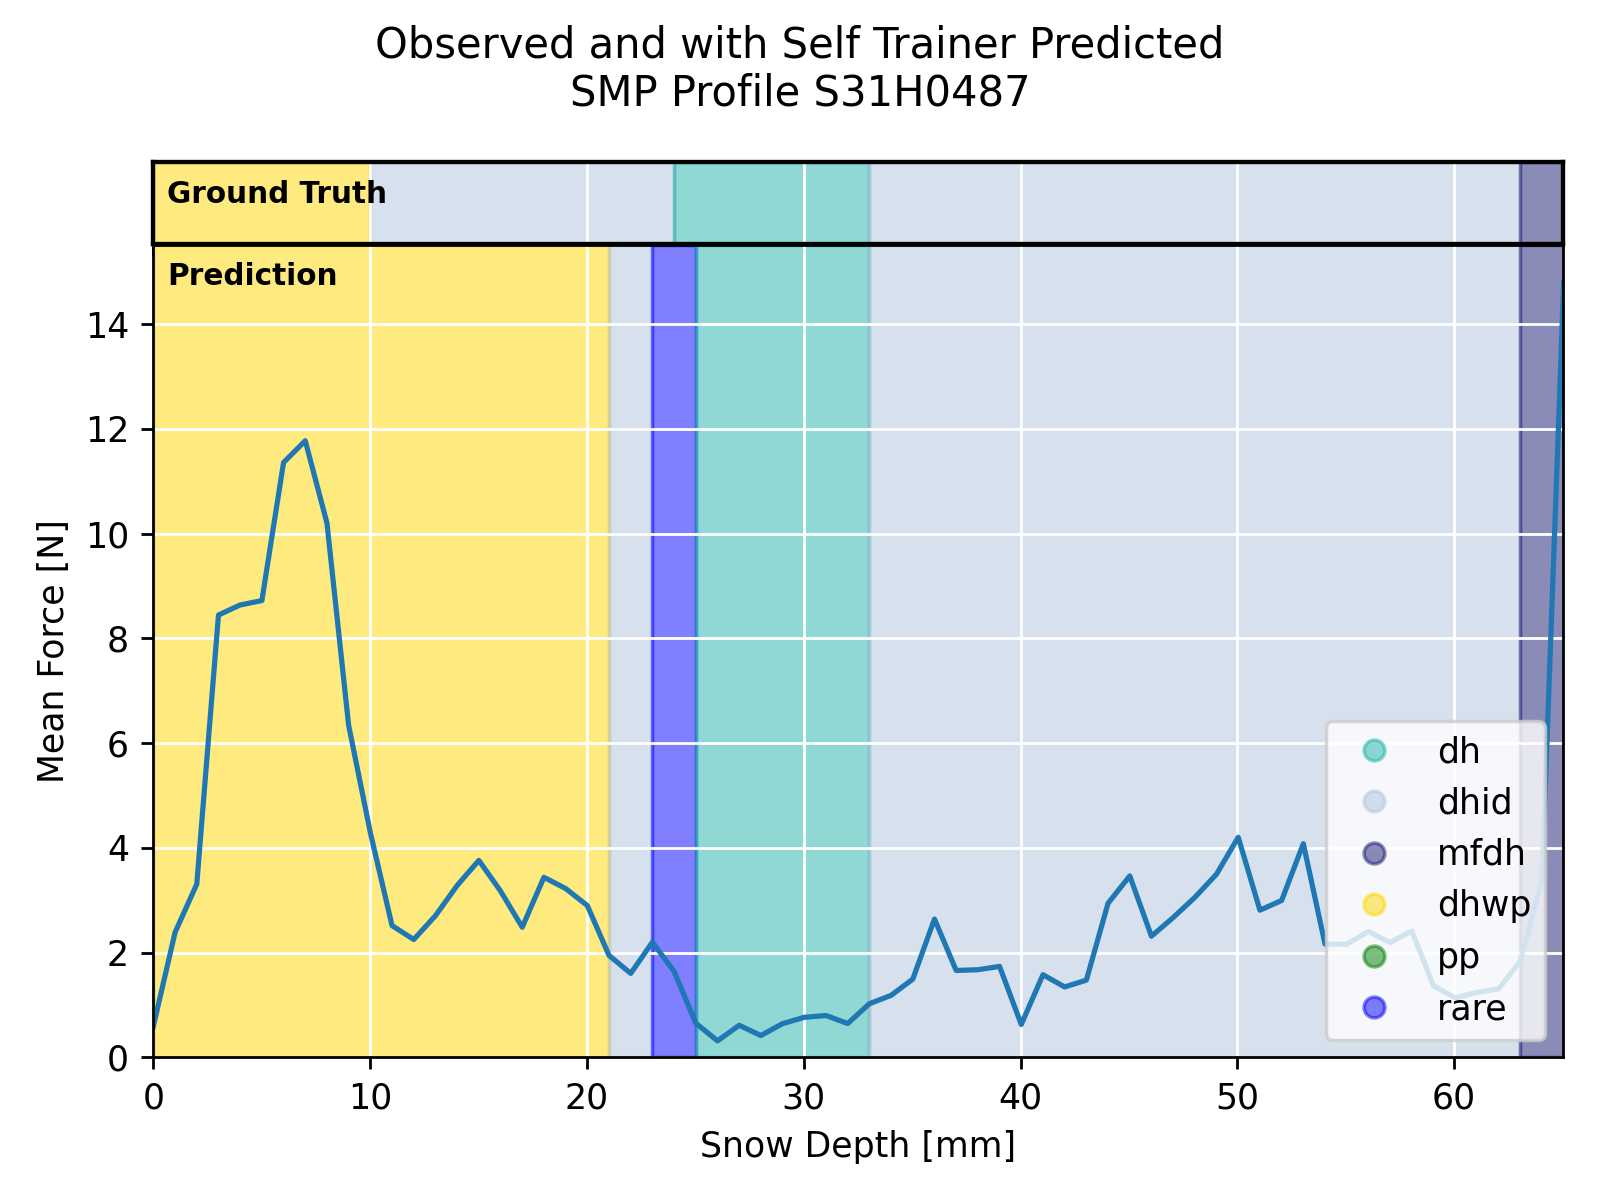 Observed and with Self Trainer Predicted
SMP Profile S31H0487
Ground Truth
Prediction
14
12
10
8
6
4
2
0
Mean Force [N]
dh
dhid
mfdh
dhwp
pp
rare
0 10 20 30 40 50 60
Snow Depth [mm]